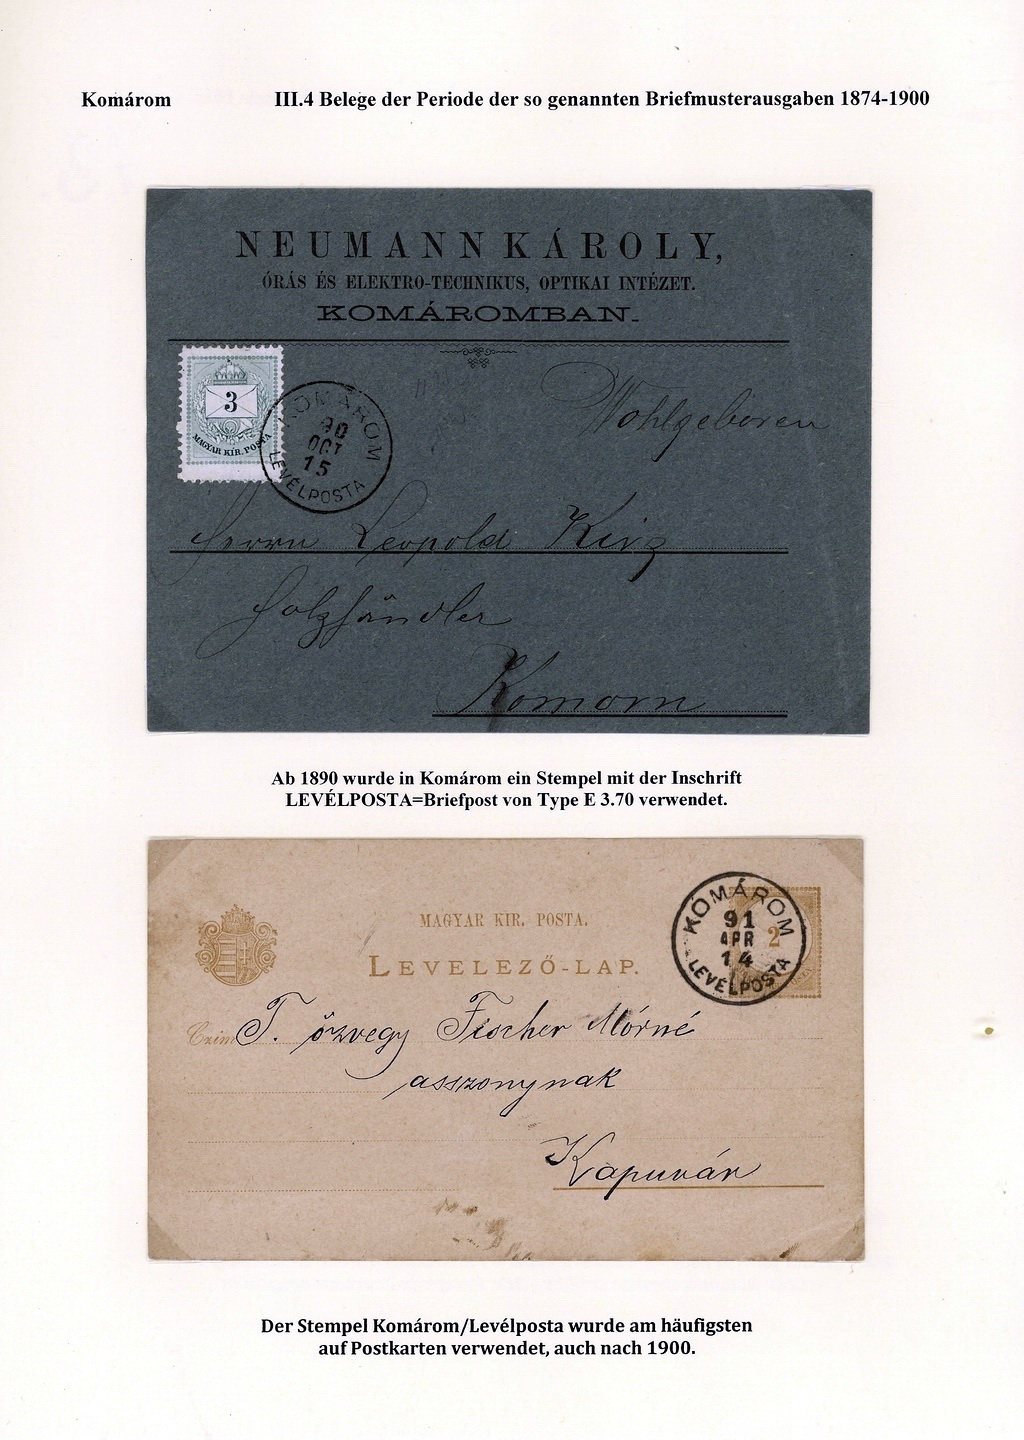 Komárom III.4 Belege der Periode der so genannten Briefmusterausgaben 1874-1900
NEUMANN KÁROLY,
ÓRÁS ÉS ELEKTRO-TECHNIKUS, OPTIKAI INTÉZET.
KOMÁROMBAN.
3
MAGYAR KIR. POSTA
KOMÁROM
90
OCT
15
LEVÉLPOSTA
Wohlgeboren
Herrn Leopold Kirz
Holzhändler
Komorn
Ab 1890 wurde in Komárom ein Stempel mit der Inschrift
LEVÉLPOSTA=Briefpost von Type E 3.70 verwendet.
MAGYAR KIR. POSTA.
LEVELEZŐ-LAP.
KOMÁROM
91
APR
14
LEVÉLPOSTA
2
Czim T. özvegy Fischer Mórné
asszonynak
Kapuvár
Der Stempel Komárom/Levélposta wurde am häufigsten
auf Postkarten verwendet, auch nach 1900.